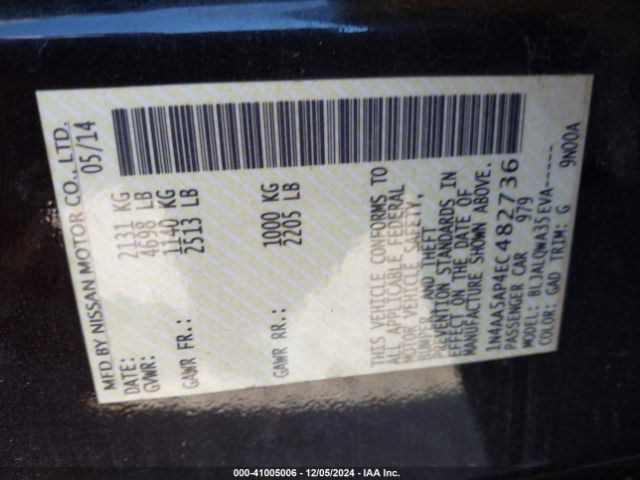 MFD BY NISSAN MOTOR CO., LTD.
DATE: 05/14
GVWR: 2131 KG
4698 LB
GAWR FR.: 1140 KG
2513 LB
GAWR RR.: 1000 KG
2205 LB
THIS VEHICLE CONFORMS TO
ALL APPLICABLE FEDERAL
MOTOR VEHICLE SAFETY,
BUMPER, AND THEFT
PREVENTION STANDARDS IN
EFFECT ON THE DATE OF
MANUFACTURE SHOWN ABOVE.
1N4AA5AP4EC482736
PASSENGER CAR 979
MODEL: BLJALQWA35EVA-----
COLOR: GAD TRIM: G 9N00A
000-41005006 - 12/05/2024 - IAA Inc.